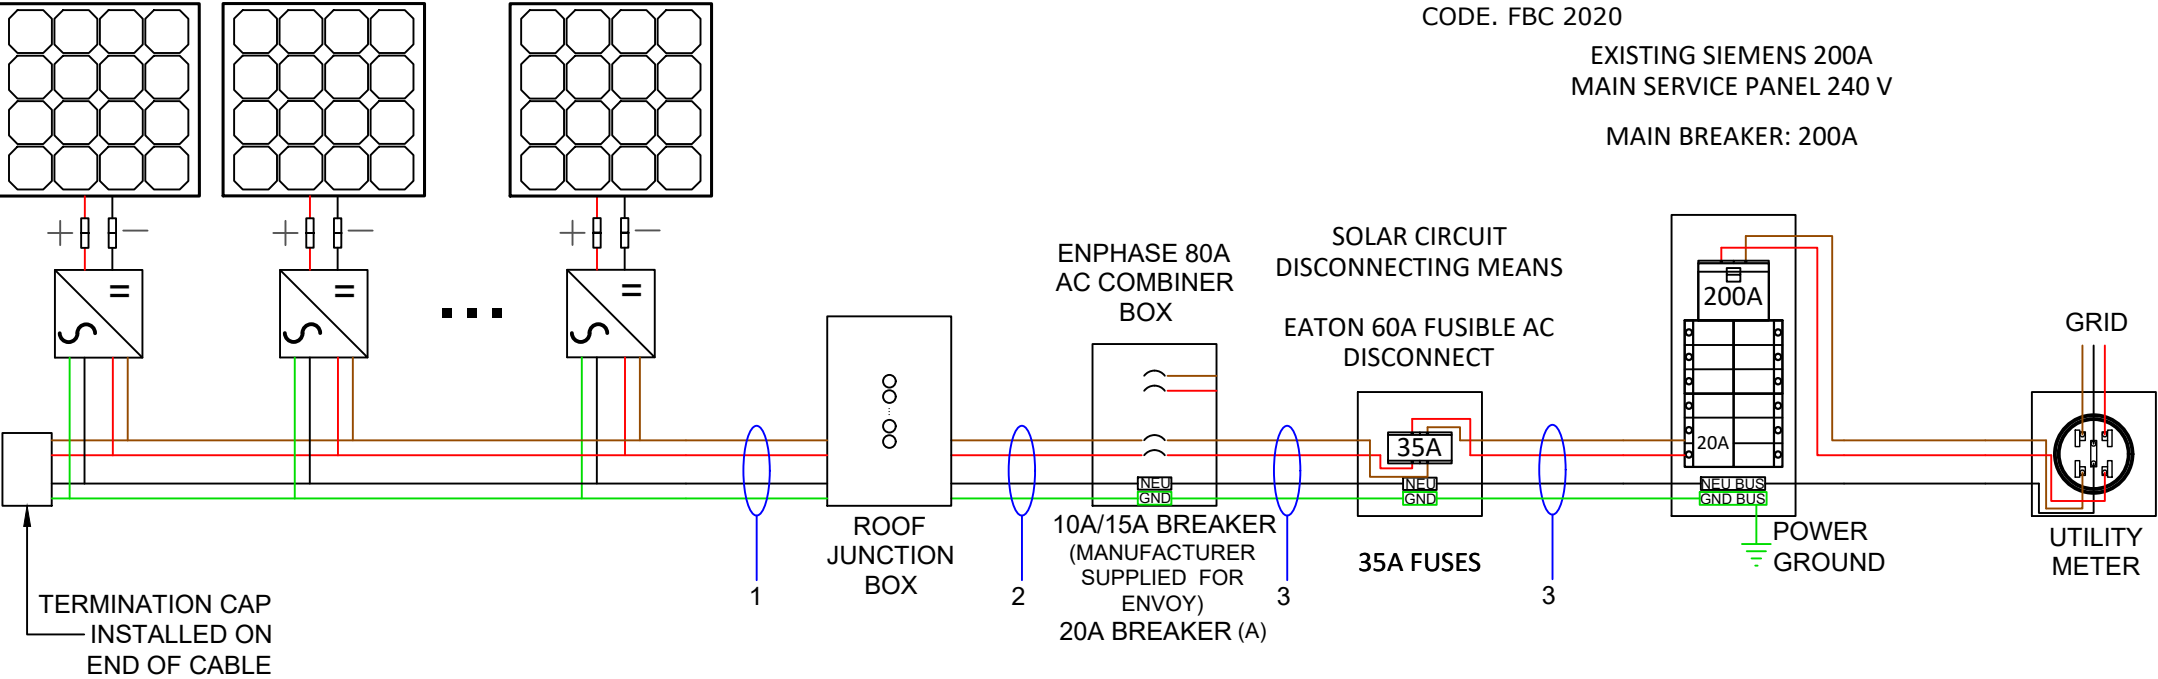 CODE. FBC 2020
EXISTING SIEMENS 200A
MAIN SERVICE PANEL 240 V
MAIN BREAKER: 200A
ENPHASE 80A
AC COMBINER
BOX
SOLAR CIRCUIT
DISCONNECTING MEANS
EATON 60A FUSIBLE AC
DISCONNECT
200A
20A
GRID
35A
NEU
GND
NEU
GND
NEU BUS
GND BUS
ROOF
JUNCTION
BOX
10A/15A BREAKER
(MANUFACTURER
SUPPLIED FOR
ENVOY)
20A BREAKER (A)
35A FUSES
POWER
GROUND
UTILITY
METER
1
2
3
3
TERMINATION CAP
INSTALLED ON
END OF CABLE